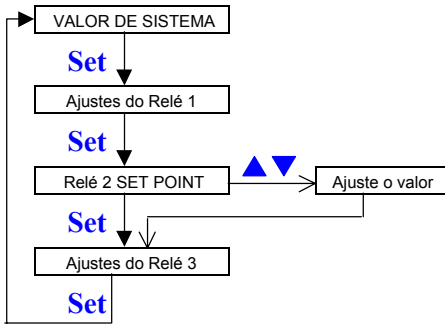 VALOR DE SISTEMA
Set
Ajustes do Relé 1
Set
Relé 2 SET POINT
Ajuste o valor
Set
Ajustes do Relé 3
Set